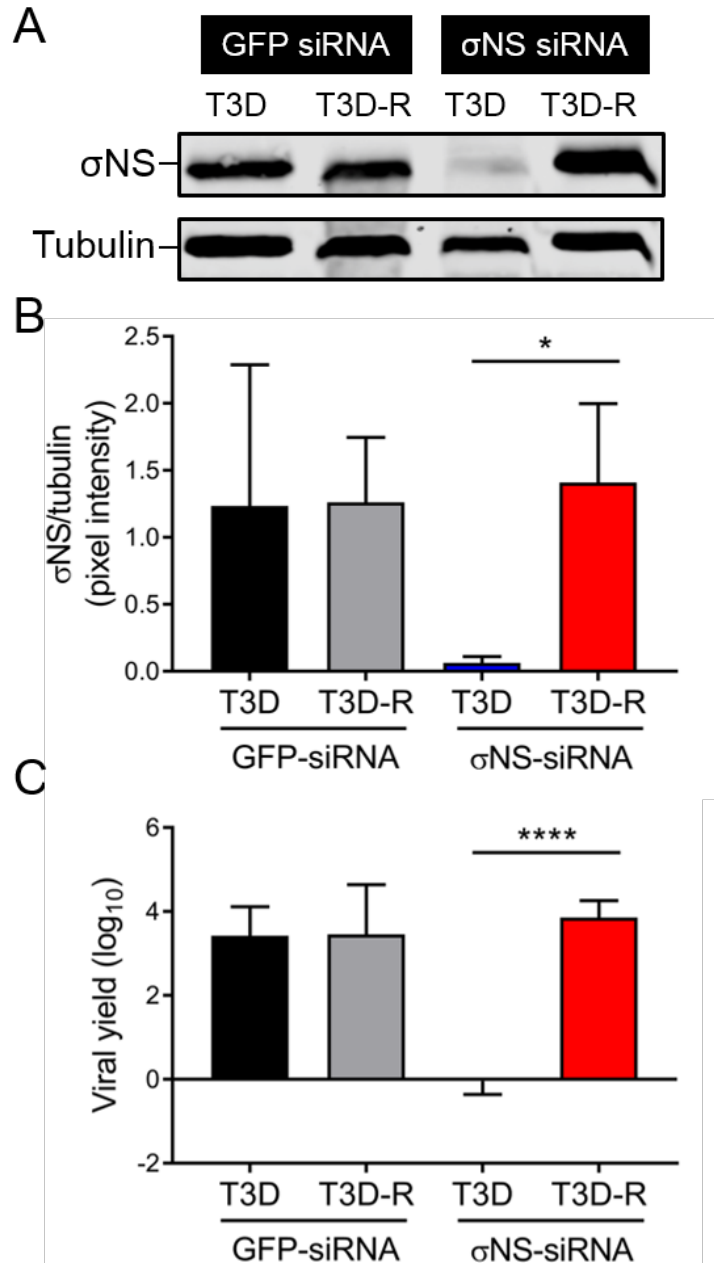 A
GFP siRNA σNS siRNA
T3D T3D-R T3D T3D-R
σNS
Tubulin
B
2.5
2.0
1.5
1.0
0.5
0.0
σNS/tubulin
(pixel intensity)
*
T3D T3D-R T3D T3D-R
GFP-siRNA σNS-siRNA
C
6
4
2
0
-2
Viral yield (log₁₀)
****
T3D T3D-R T3D T3D-R
GFP-siRNA σNS-siRNA